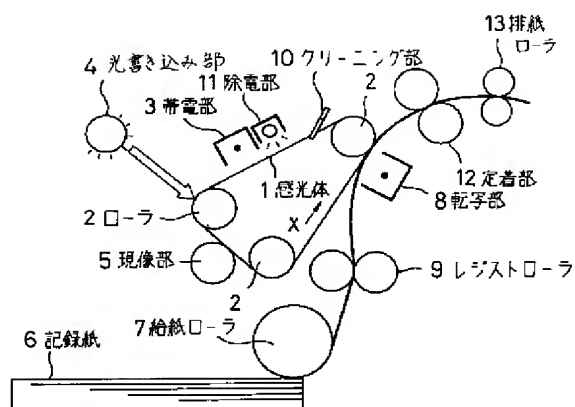 13 排紙
ローラ
10 クリーニング部
4 光書き込み部
11 除電部
3 帯電部
2
1 感光体
12 定着部
8 転写部
2 ローラ
X
5 現像部
2
9 レジストローラ
7 給紙ローラ
6 記録紙